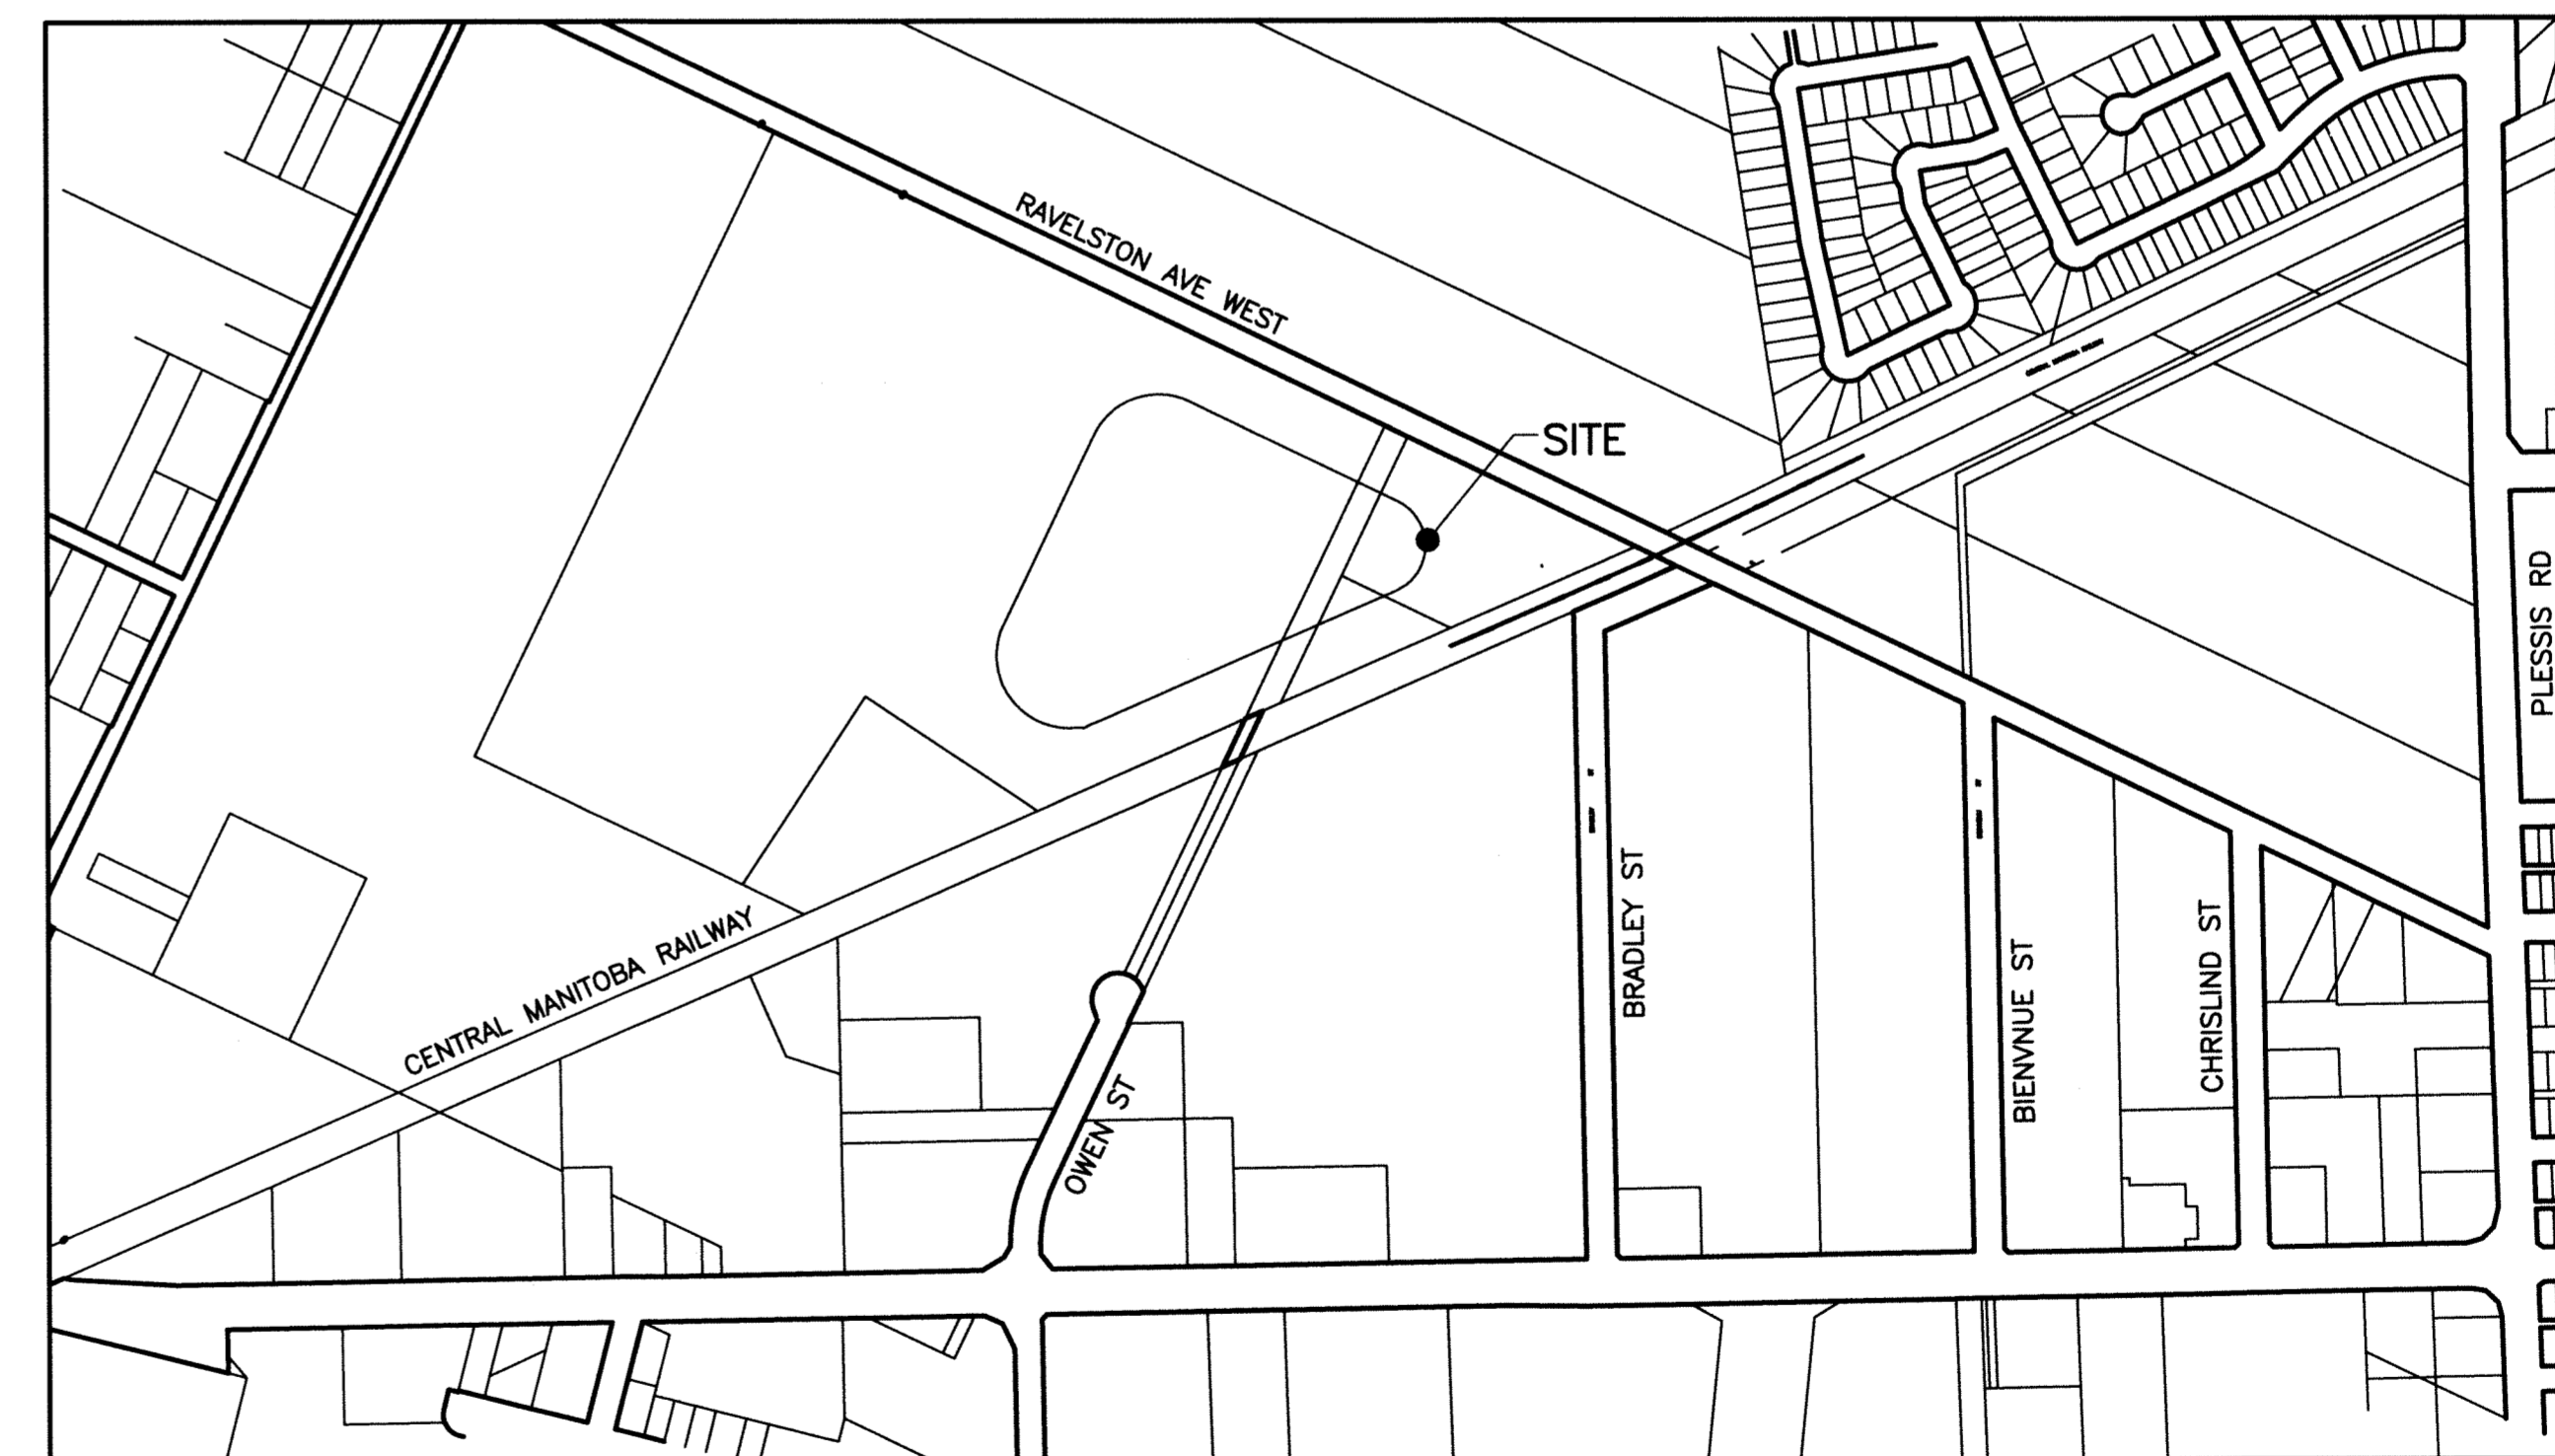 RAVELSTON AVE WEST
SITE
PLESSIS RD
CENTRAL MANITOBA RAILWAY
OWEN ST
BRADLEY ST
BIENVNUE ST
CHRISLIND ST